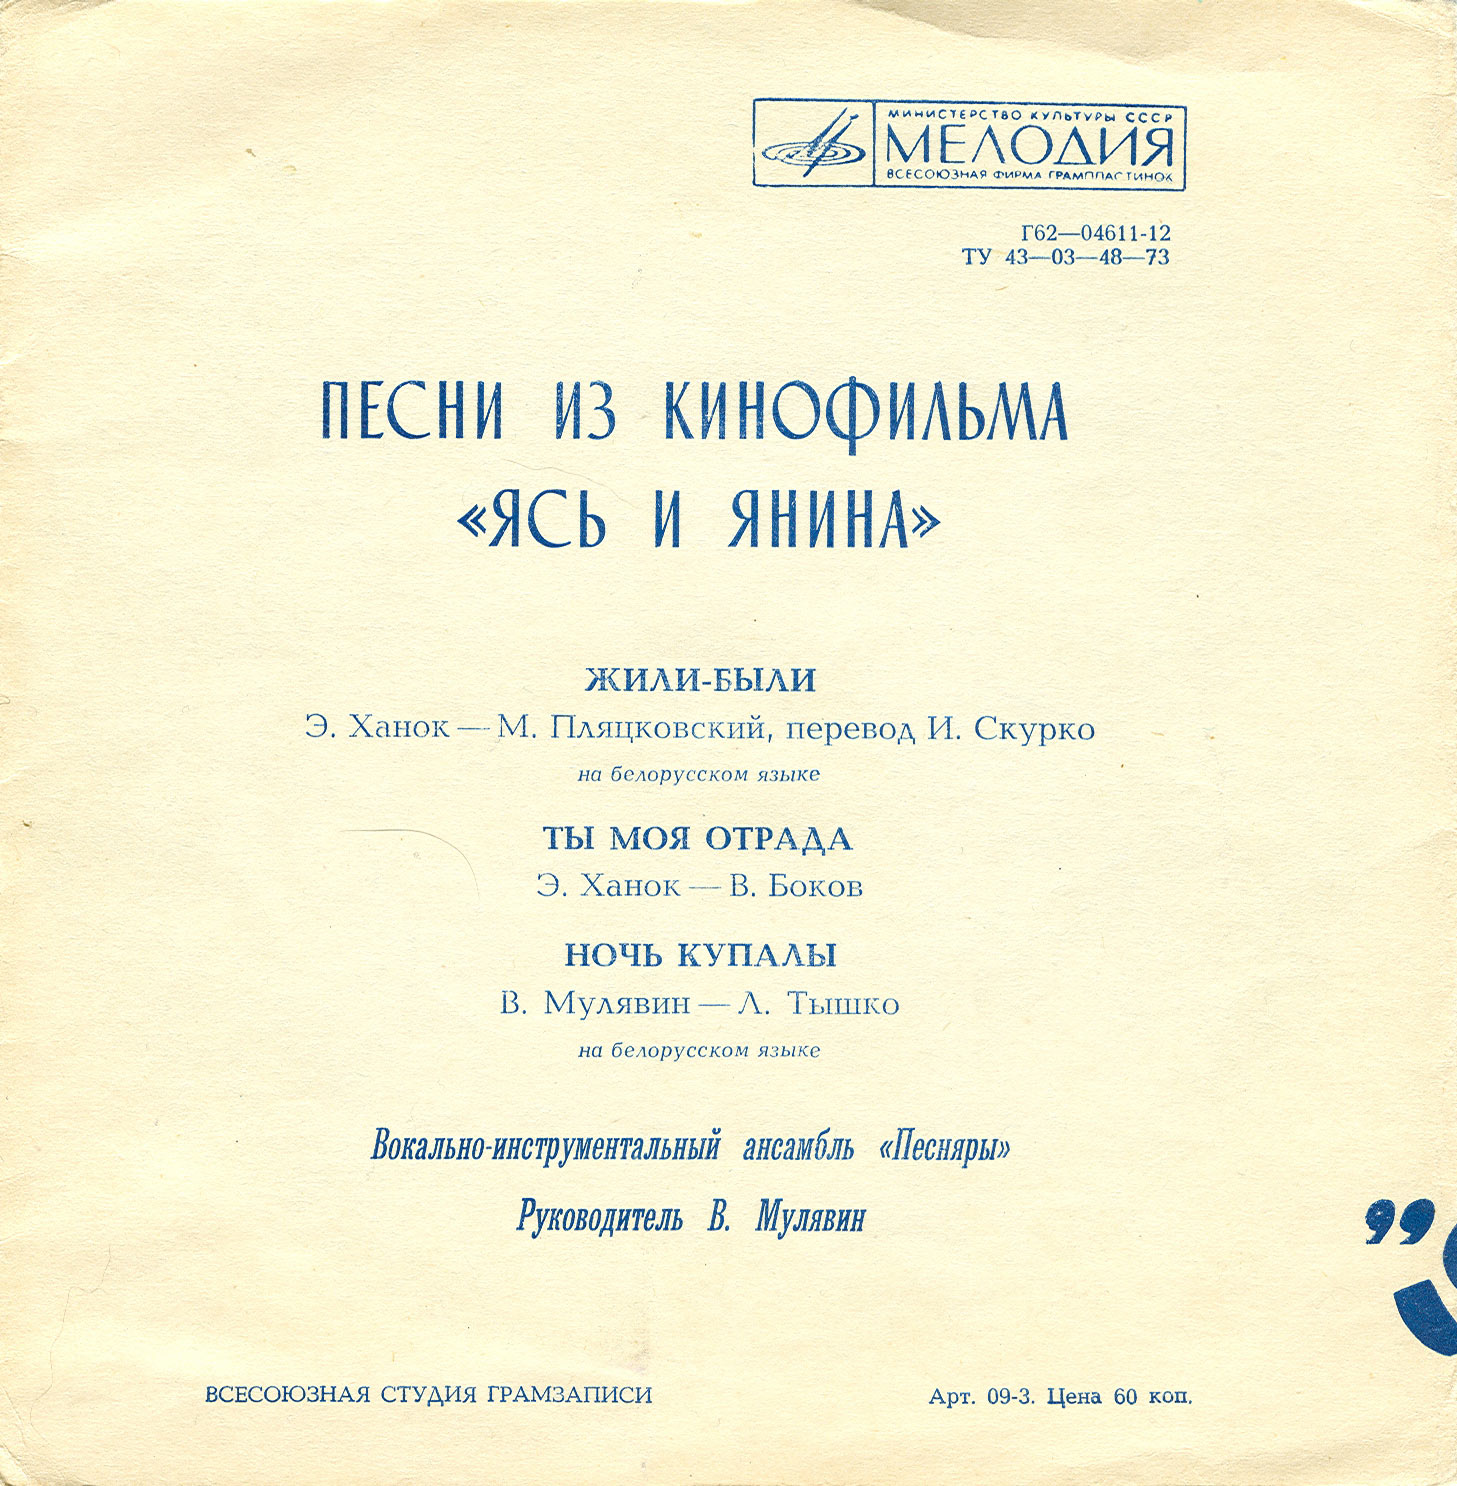 МИНИСТЕРСТВО КУЛЬТУРЫ СССР
МЕЛОДИЯ
ВСЕСОЮЗНАЯ ФИРМА ГРАМПЛАСТИНОК
Г62—04611-12
ТУ 43—03—48—73
ПЕСНИ ИЗ КИНОФИЛЬМА
«ЯСЬ И ЯНИНА»
ЖИЛИ-БЫЛИ
Э. Ханок — М. Пляцковский, перевод И. Скурко
на белорусском языке
ТЫ МОЯ ОТРАДА
Э. Ханок — В. Боков
НОЧЬ КУПАЛЫ
В. Мулявин — Л. Тышко
на белорусском языке
Вокально-инструментальный ансамбль «Песняры»
Руководитель В. Мулявин
ВСЕСОЮЗНАЯ СТУДИЯ ГРАМЗАПИСИ
Арт. 09-3. Цена 60 коп.